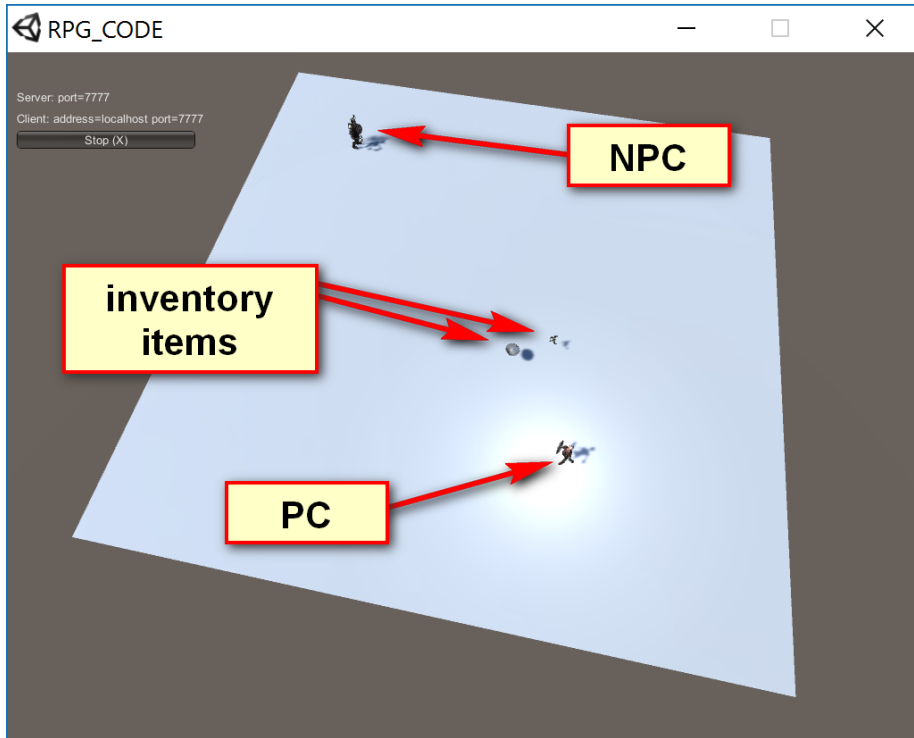 RPG_CODE
Server: port=7777
Client: address=localhost port=7777
Stop (X)
NPC
inventory
items
PC